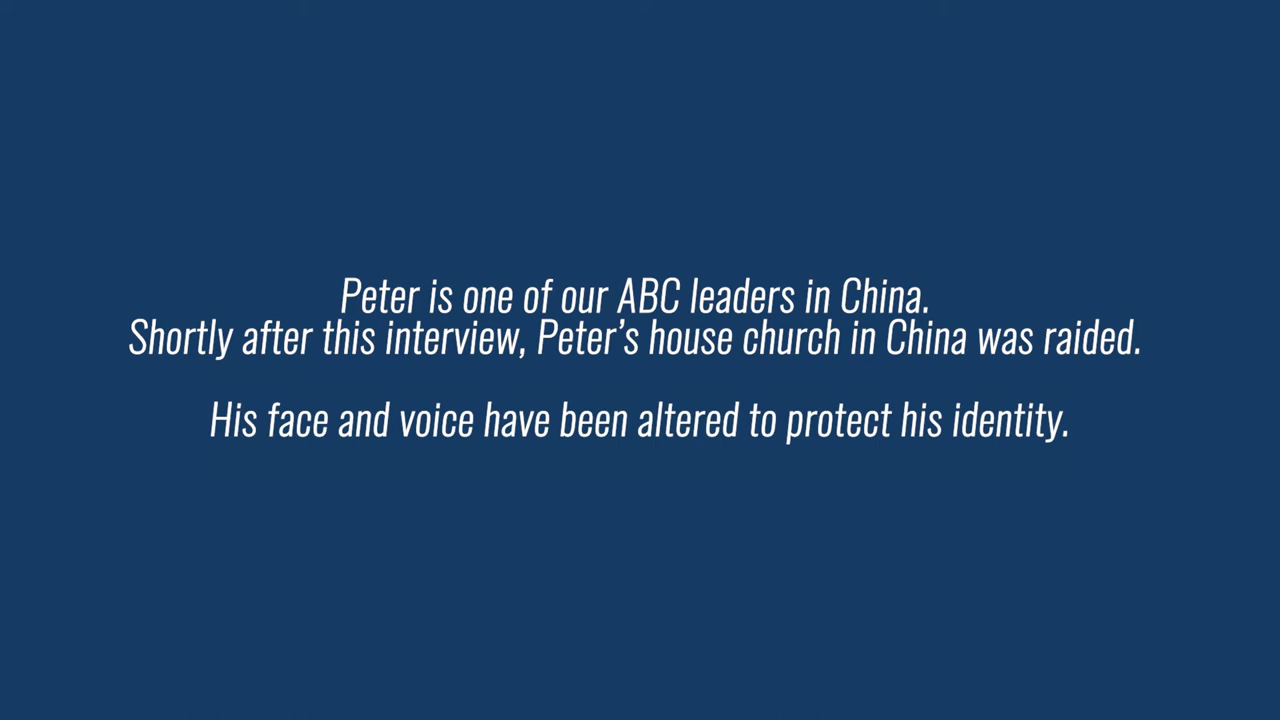 Peter is one of our ABC leaders in China.
Shortly after this interview, Peter’s house church in China was raided.
His face and voice have been altered to protect his identity.